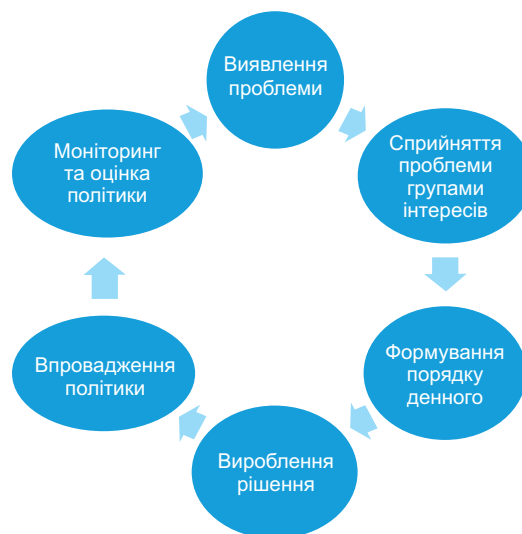 Виявлення
проблеми
Сприйняття
проблеми
групами
інтересів
Формування
порядку
денного
Вироблення
рішення
Впровадження
політики
Моніторинг
та оцінка
політики